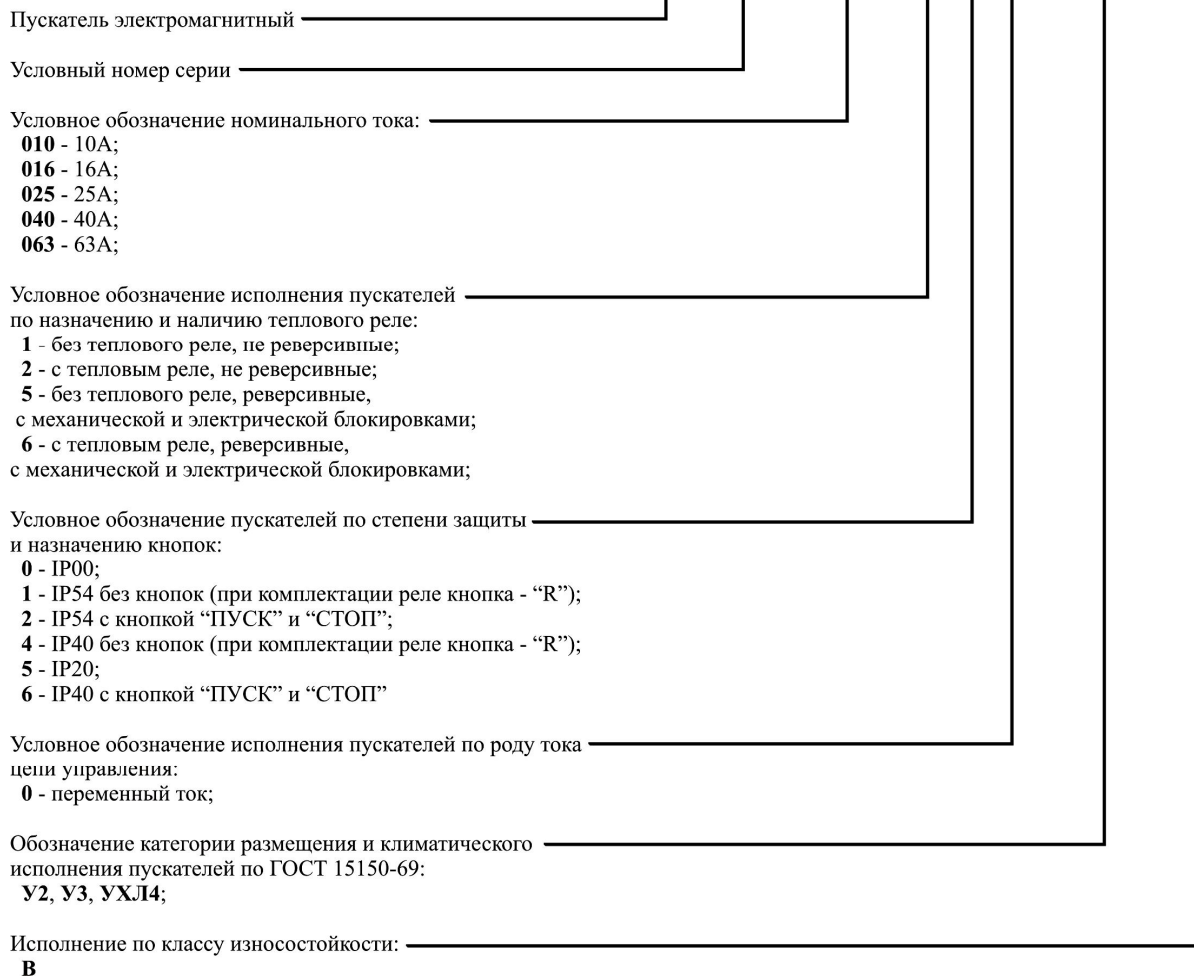 Пускатель электромагнитный
Условный номер серии
Условное обозначение номинального тока:
010 - 10А;
016 - 16А;
025 - 25А;
040 - 40А;
063 - 63А;
Условное обозначение исполнения пускателей
по назначению и наличию теплового реле:
1 - без теплового реле, не реверсивные;
2 - с тепловым реле, не реверсивные;
5 - без теплового реле, реверсивные,
с механической и электрической блокировками;
6 - с тепловым реле, реверсивные,
с механической и электрической блокировками;
Условное обозначение пускателей по степени защиты
и назначению кнопок:
0 - IP00;
1 - IP54 без кнопок (при комплектации реле кнопка - “R”);
2 - IP54 с кнопкой “ПУСК” и “СТОП”;
4 - IP40 без кнопок (при комплектации реле кнопка - “R”);
5 - IP20;
6 - IP40 с кнопкой “ПУСК” и “СТОП”
Условное обозначение исполнения пускателей по роду тока
цепи управления:
0 - переменный ток;
Обозначение категории размещения и климатического
исполнения пускателей по ГОСТ 15150-69:
У2, У3, УХЛ4;
Исполнение по классу износостойкости:
В